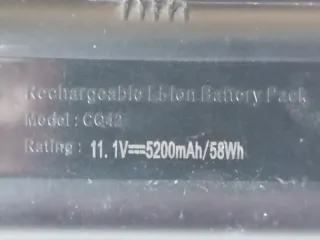 Rechargeable Li-Ion Battery Pack
Model : CQ42
Rating : 11.1V⎓5200mAh/58Wh